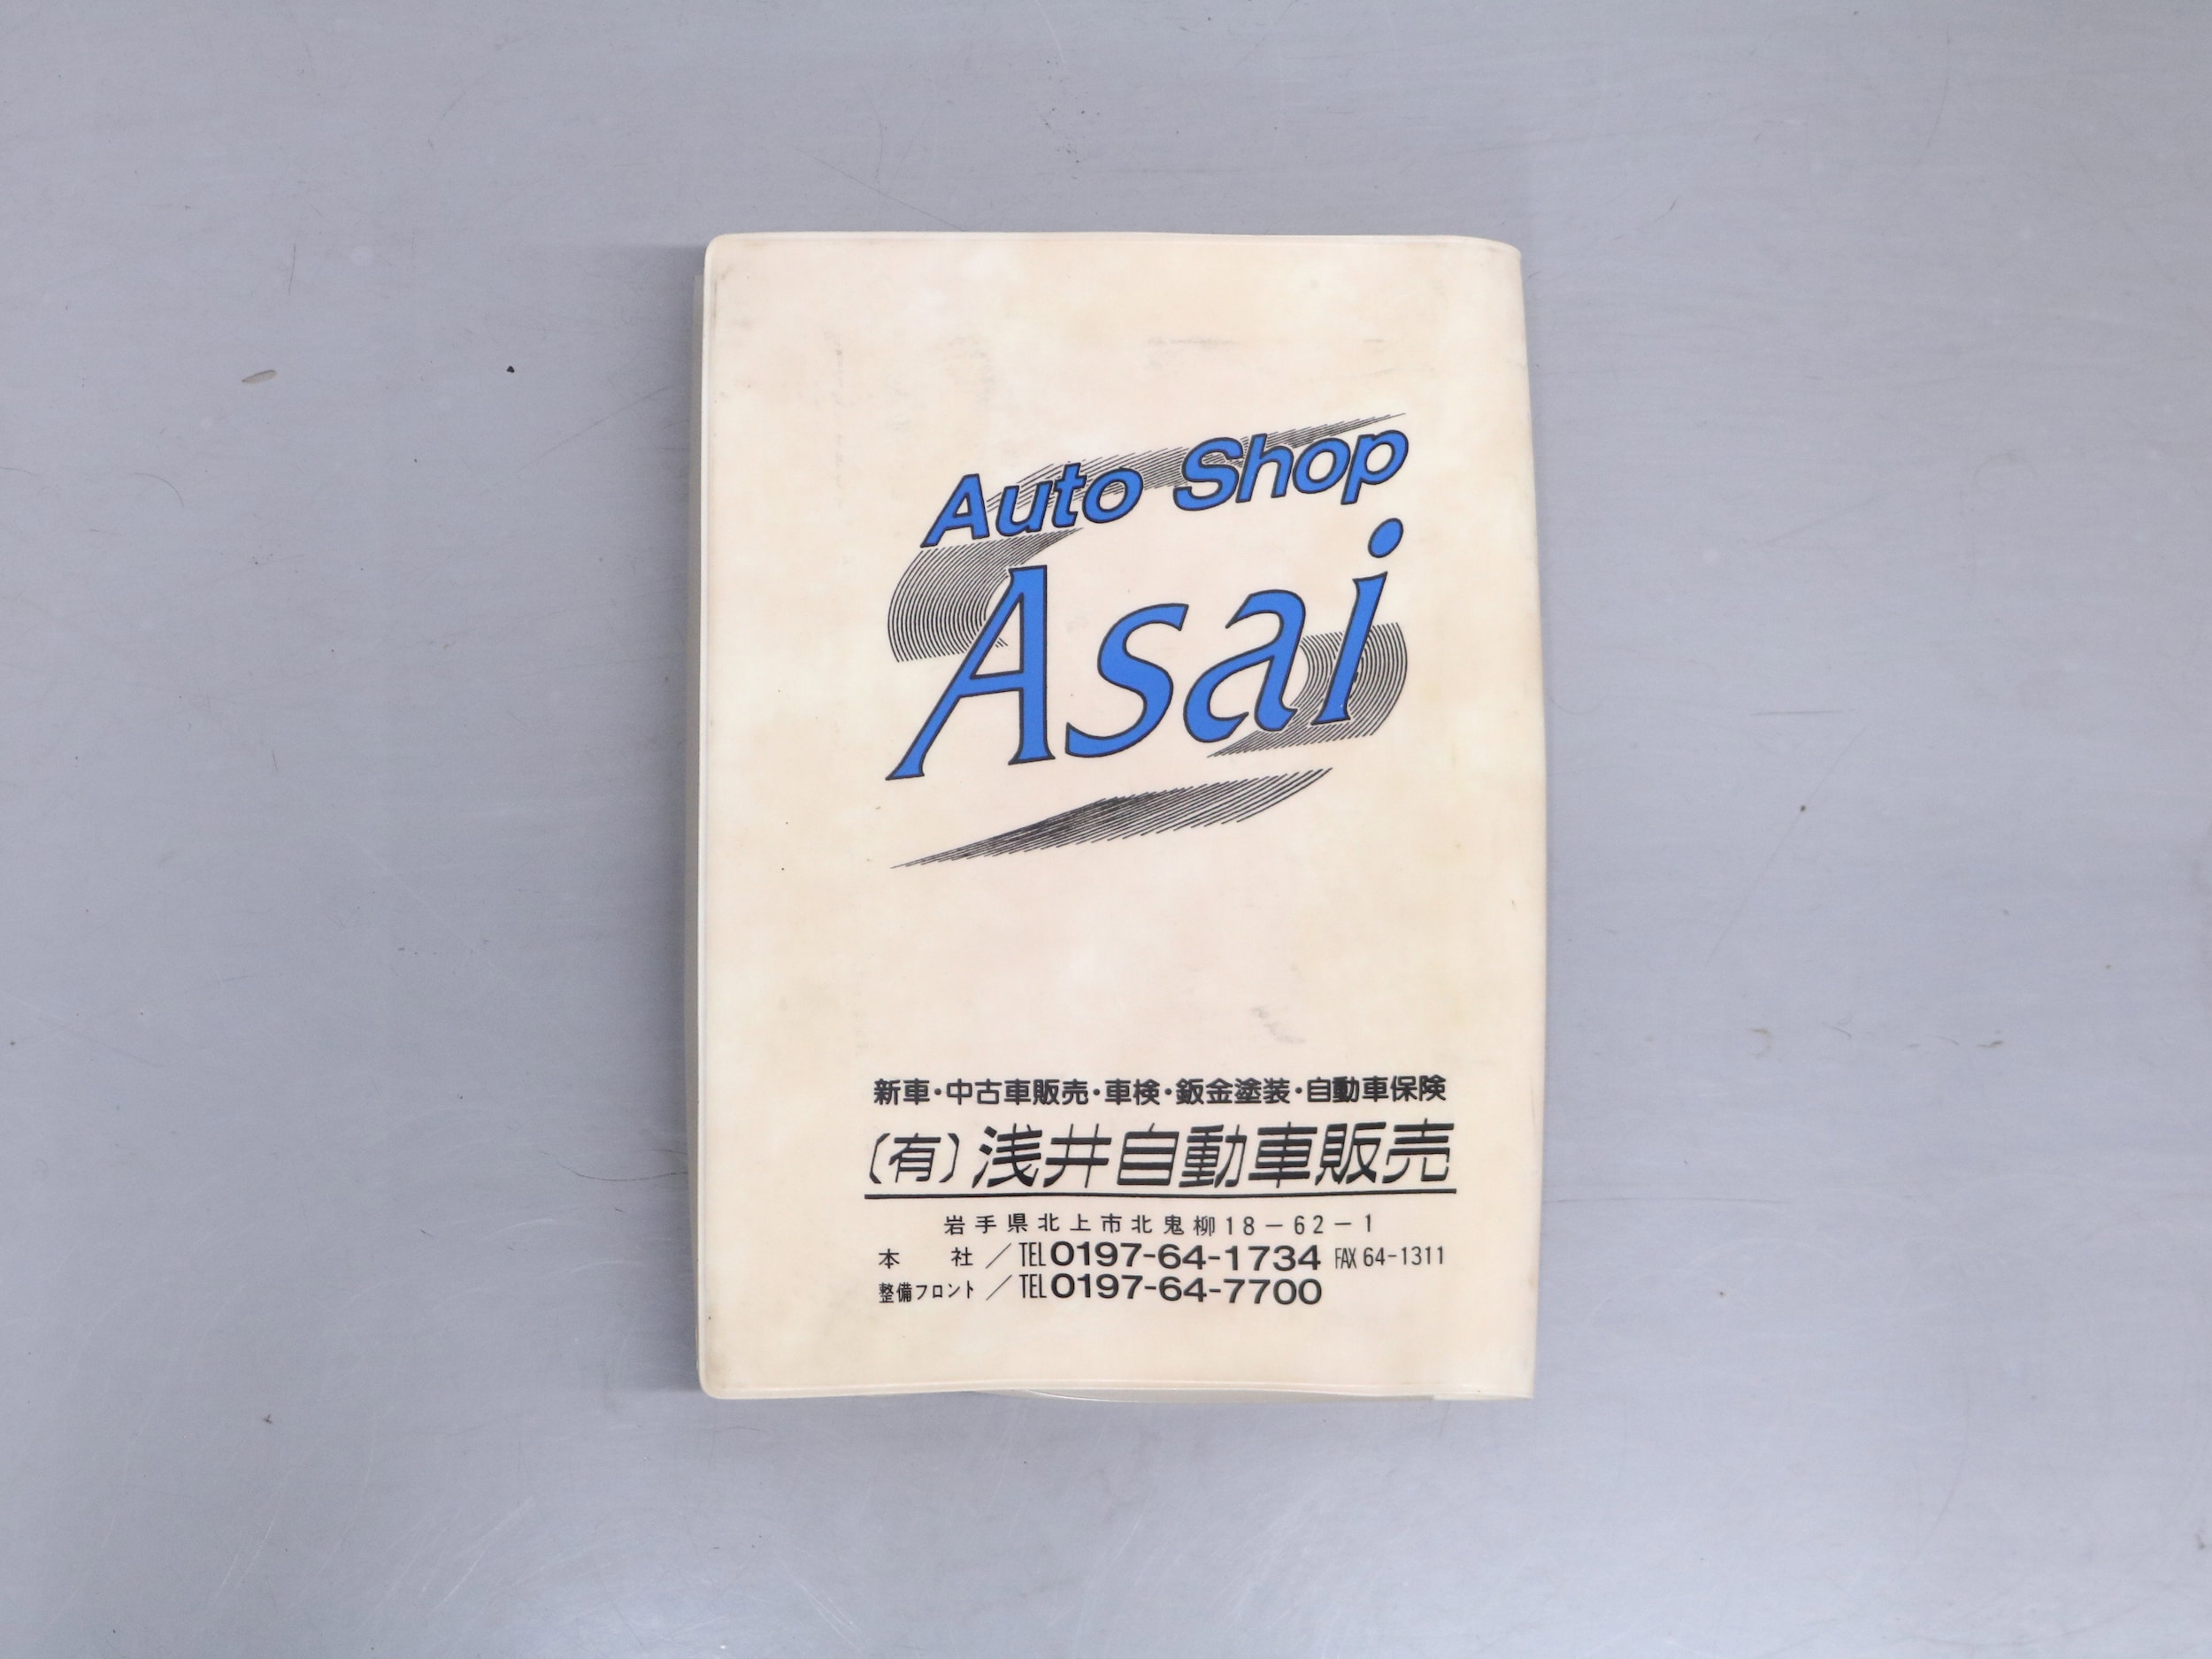 Auto Shop
Asai
新車・中古車販売・車検・鈑金塗装・自動車保険
(有)浅井自動車販売
岩手県北上市北鬼柳18-62-1
本 社/TEL0197-64-1734 FAX64-1311
整備フロント/TEL0197-64-7700